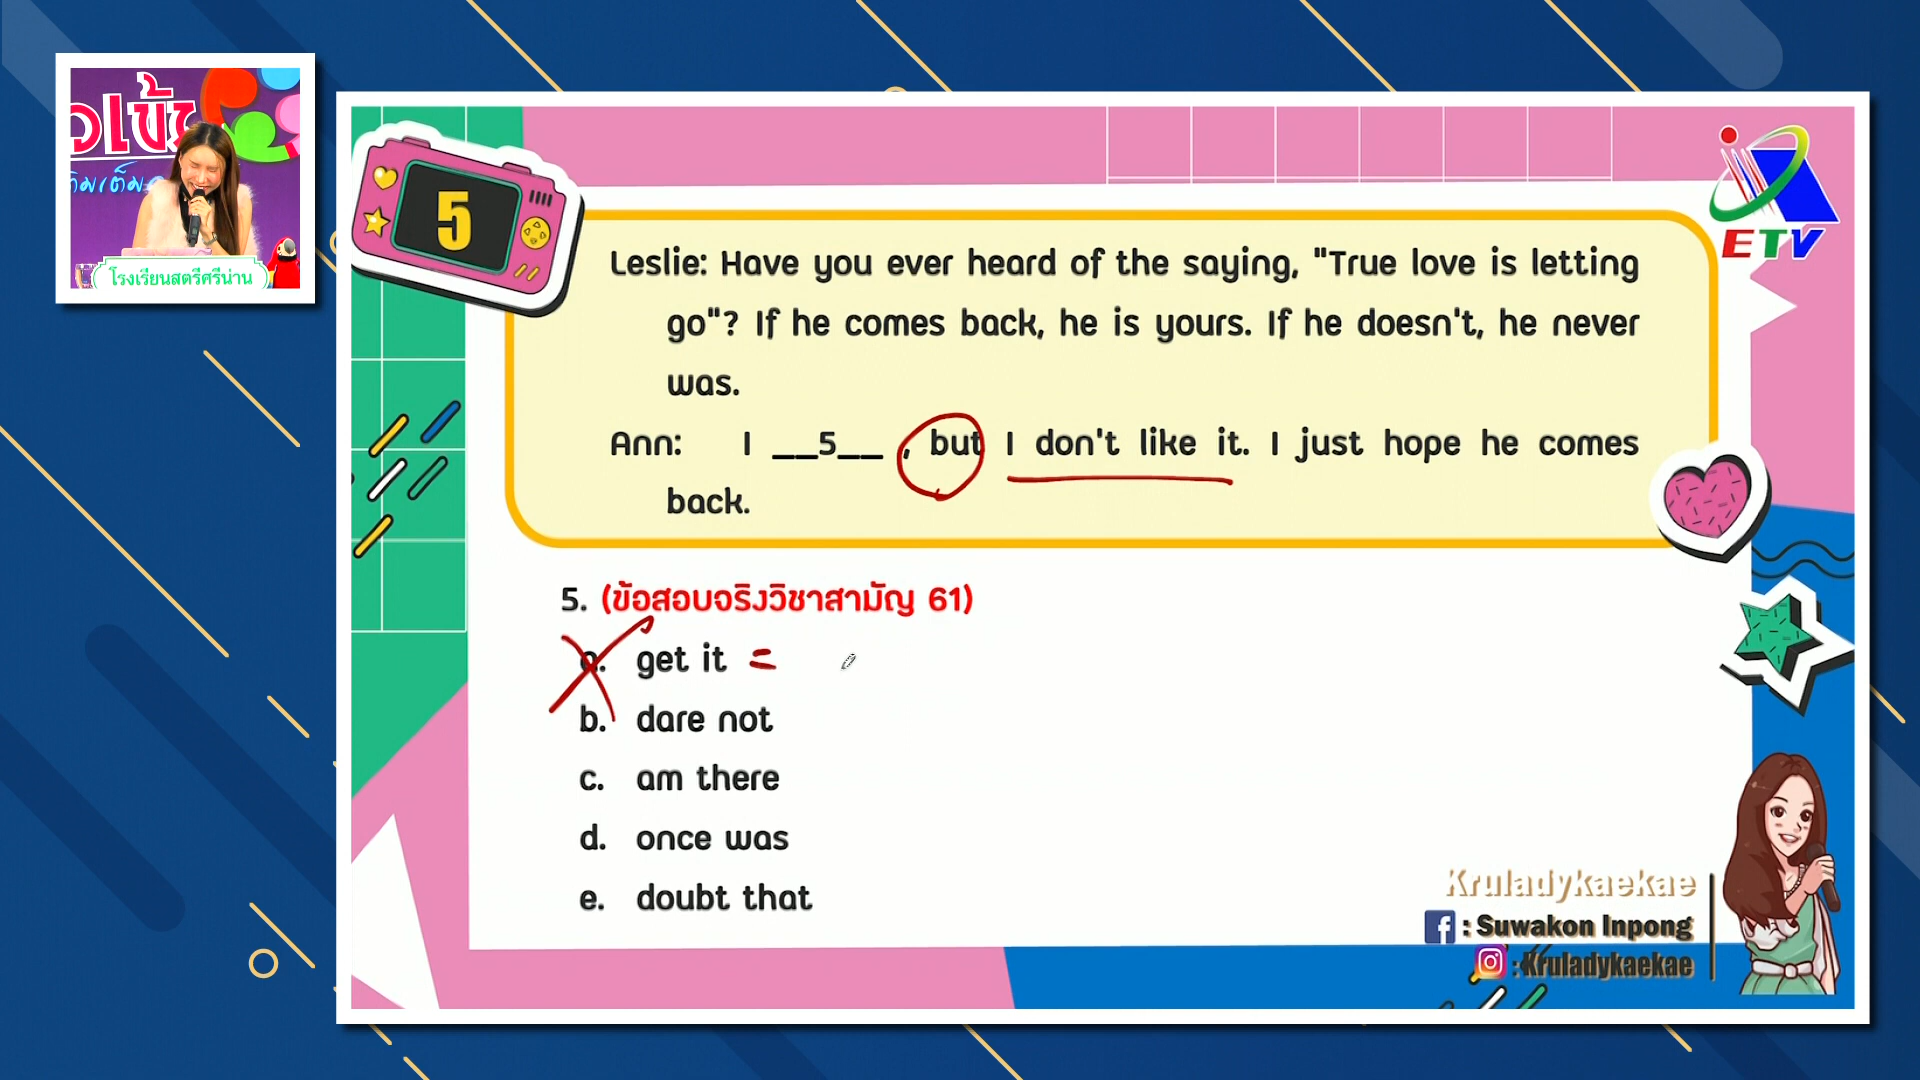 โรงเรียนสตรีศรีน่าน
5
ETV
Leslie: Have you ever heard of the saying, "True love is letting
go"? If he comes back, he is yours. If he doesn't, he never
was.
Ann: I __5__ , but I don't like it. I just hope he comes
back.
5. (ข้อสอบจริงวิชาสามัญ 61)
a. get it =
b. dare not
c. am there
d. once was
e. doubt that
Kruladykaekae
: Suwakon Inpong
: Kruladykaekae